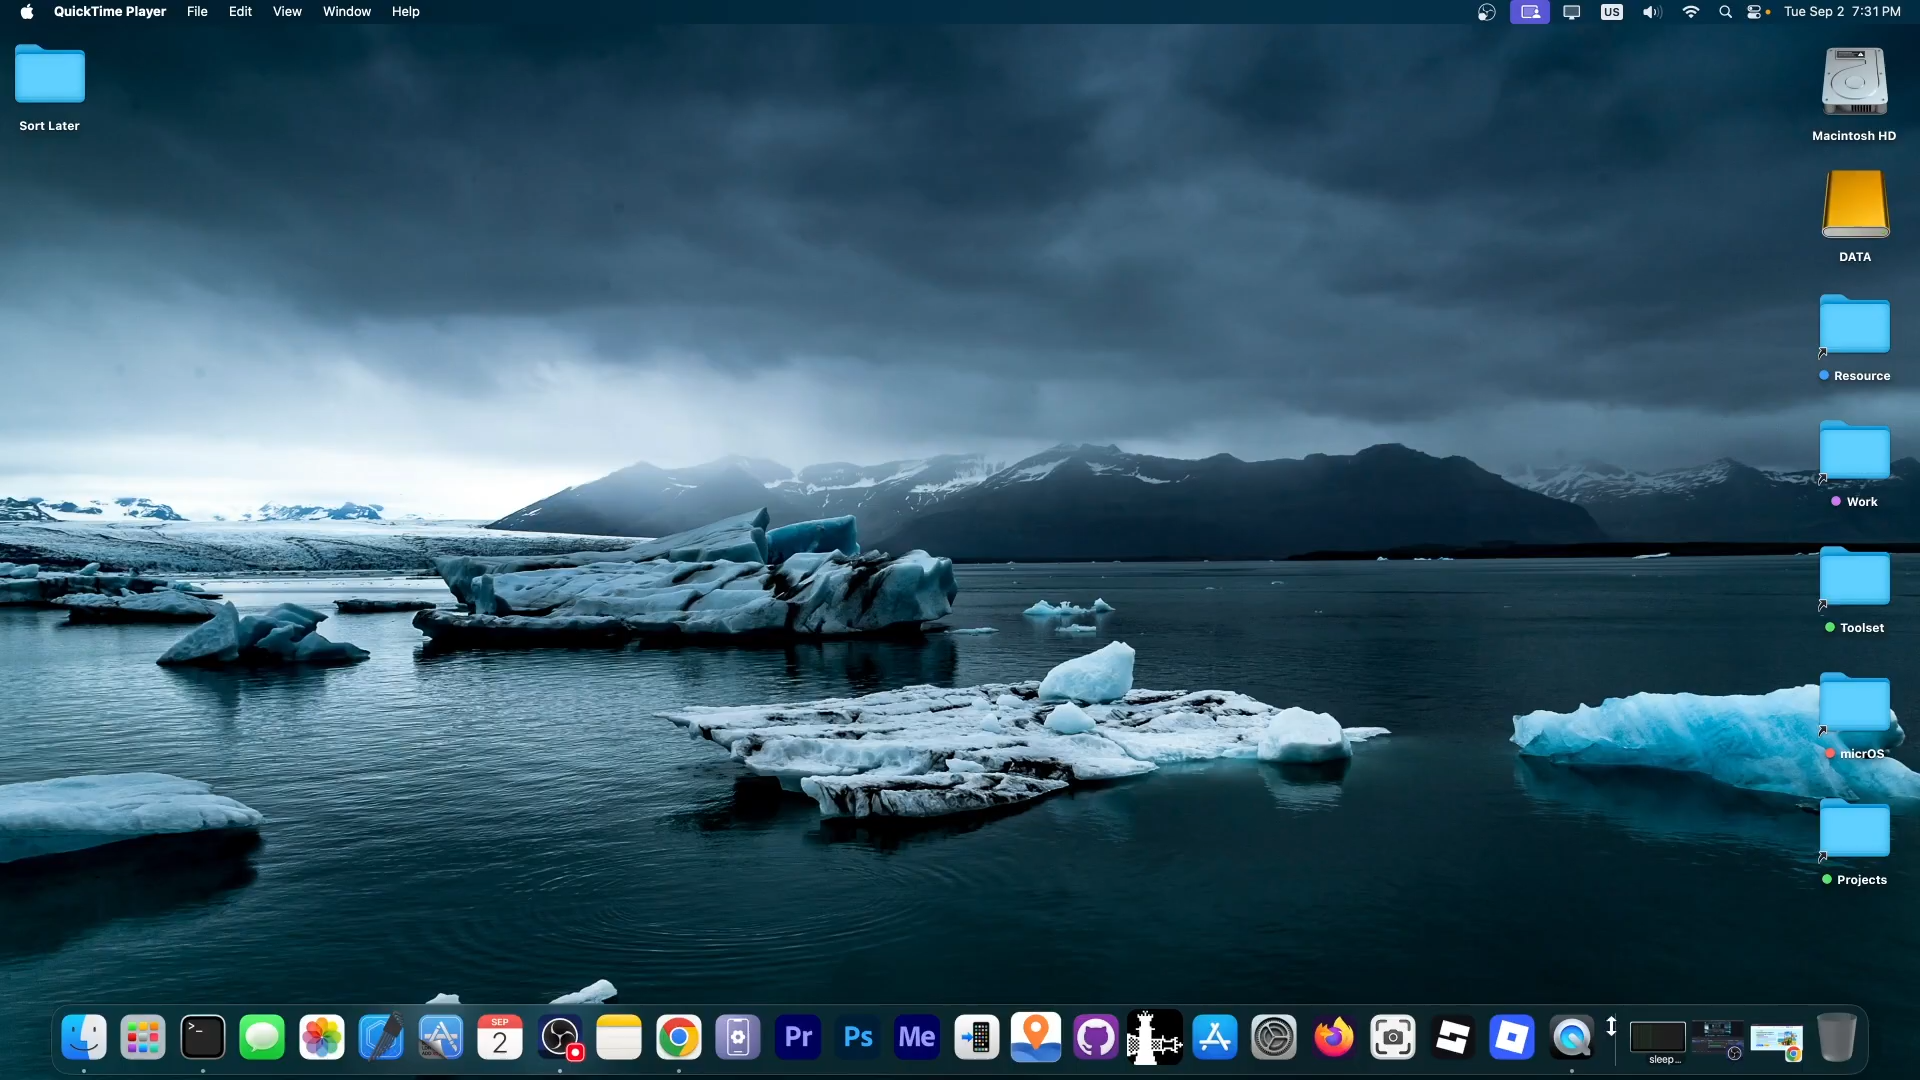 QuickTime Player File Edit View Window Help US Tue Sep 2 7:31 PM
Sort Later
Macintosh HD
DATA
Resource
Work
Toolset
micrOS
Projects
SEP
2
>_
Pr Ps Me
sleep...